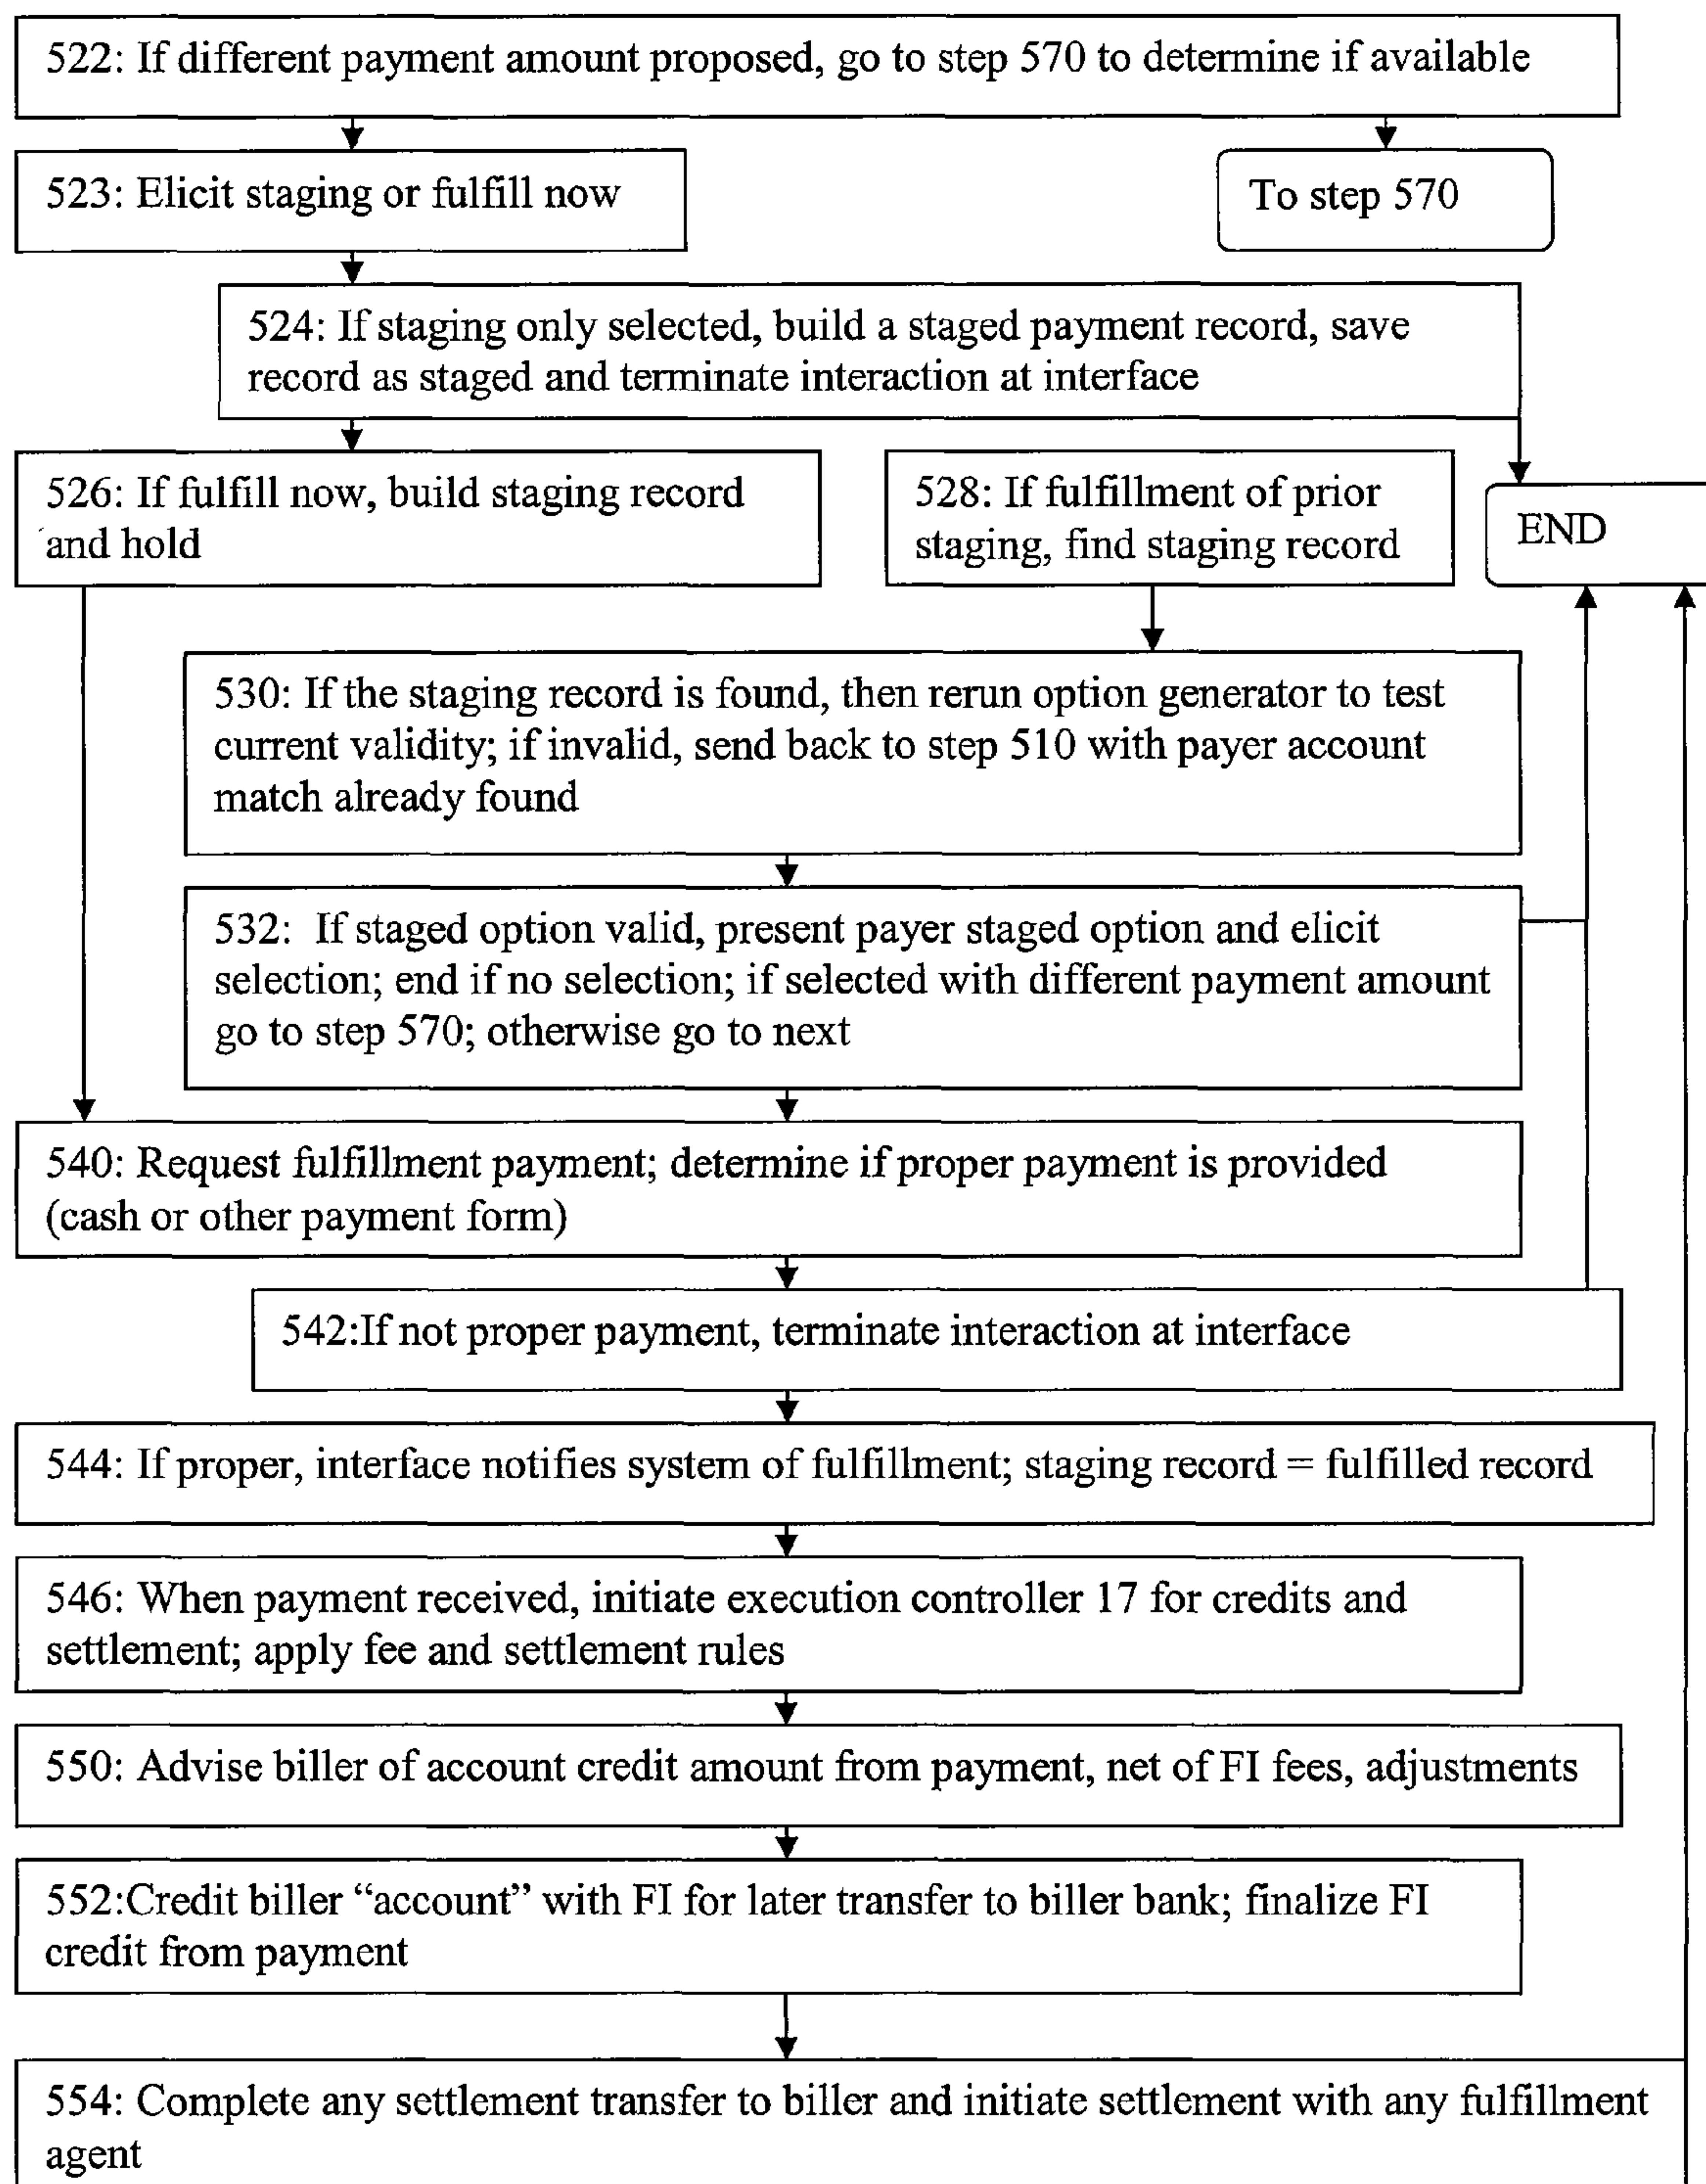 522: If different payment amount proposed, go to step 570 to determine if available
523: Elicit staging or fulfill now
To step 570
524: If staging only selected, build a staged payment record, save
record as staged and terminate interaction at interface
526: If fulfill now, build staging record
and hold
528: If fulfillment of prior
staging, find staging record
END
530: If the staging record is found, then rerun option generator to test
current validity; if invalid, send back to step 510 with payer account
match already found
532: If staged option valid, present payer staged option and elicit
selection; end if no selection; if selected with different payment amount
go to step 570; otherwise go to next
540: Request fulfillment payment; determine if proper payment is provided
(cash or other payment form)
542:If not proper payment, terminate interaction at interface
544: If proper, interface notifies system of fulfillment; staging record = fulfilled record
546: When payment received, initiate execution controller 17 for credits and
settlement; apply fee and settlement rules
550: Advise biller of account credit amount from payment, net of FI fees, adjustments
552:Credit biller “account” with FI for later transfer to biller bank; finalize FI
credit from payment
554: Complete any settlement transfer to biller and initiate settlement with any fulfillment
agent